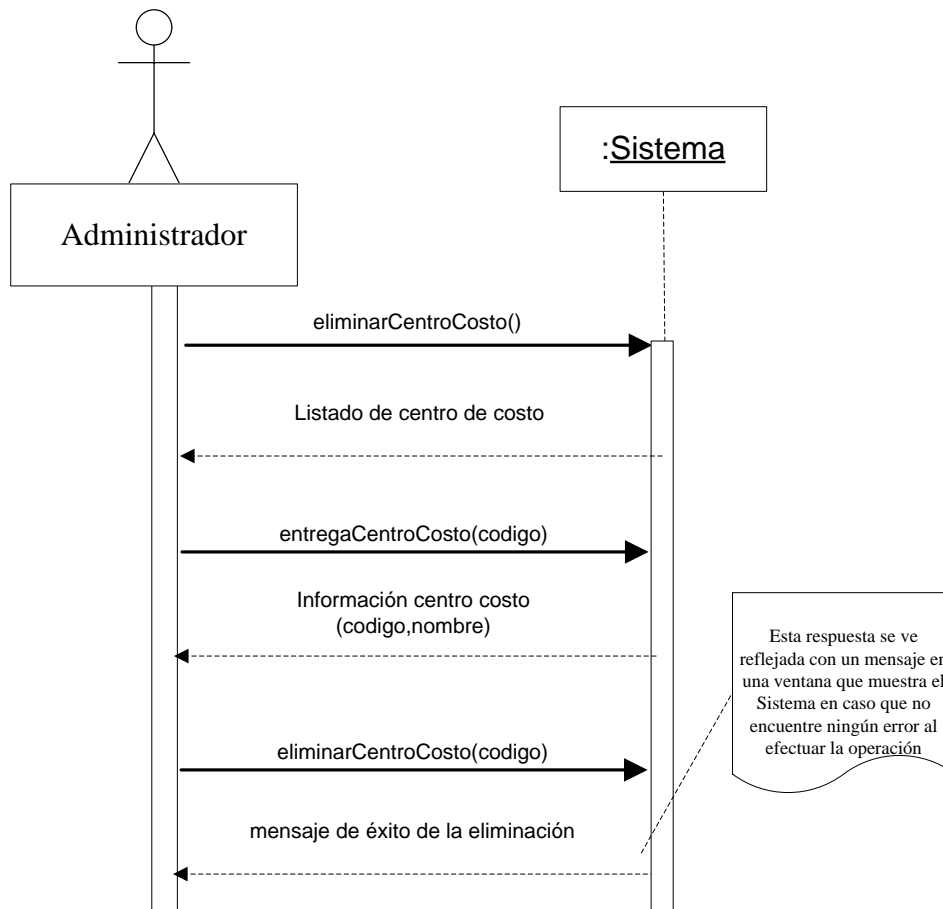 :Sistema
Administrador
eliminarCentroCosto()
Listado de centro de costo
entregaCentroCosto(codigo)
Información centro costo
(codigo,nombre)
Esta respuesta se ve
reflejada con un mensaje en
una ventana que muestra el
Sistema en caso que no
encuentre ningún error al
efectuar la operación
eliminarCentroCosto(codigo)
mensaje de éxito de la eliminación